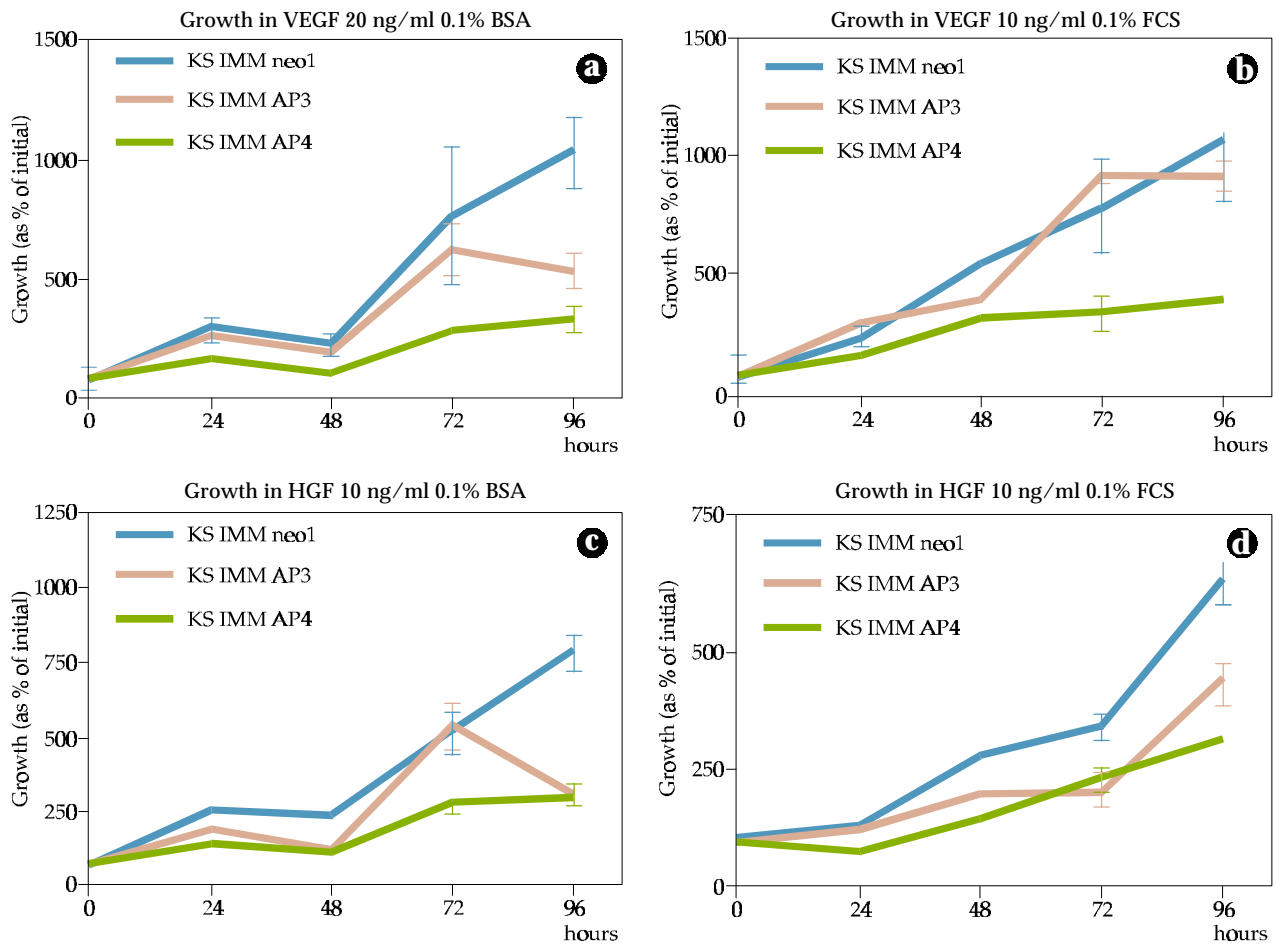 Growth in VEGF 20 ng/ml 0.1% BSA
1500
1000
500
0
Growth (as % of initial)
KS IMM neo1
KS IMM AP3
KS IMM AP4
a
0 24 48 72 96
hours
Growth in VEGF 10 ng/ml 0.1% FCS
1500
1000
500
0
Growth (as % of initial)
KS IMM neo1
KS IMM AP3
KS IMM AP4
b
0 24 48 72 96
hours
Growth in HGF 10 ng/ml 0.1% BSA
1250
1000
750
500
250
0
Growth (as % of initial)
KS IMM neo1
KS IMM AP3
KS IMM AP4
c
0 24 48 72 96
hours
Growth in HGF 10 ng/ml 0.1% FCS
750
500
250
0
Growth (as % of initial)
KS IMM neo1
KS IMM AP3
KS IMM AP4
d
0 24 48 72 96
hours